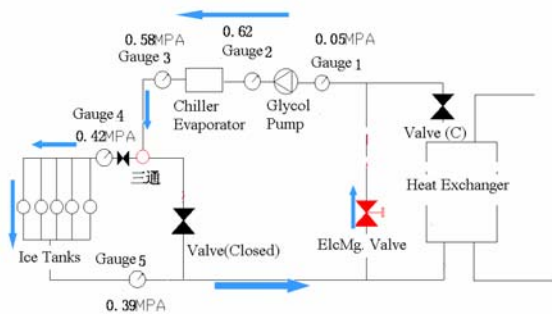 0.62
0.58MPA
0.05MPA
Gauge 3
Gauge 2
Gauge 1
Chiller
Evaporator
Glycol
Pump
Gauge 4
0.42MPA
Valve (C)
三通
Heat Exchanger
Ice Tanks
Gauge 5
Valve(Closed)
ElcMg. Valve
0.39MPA